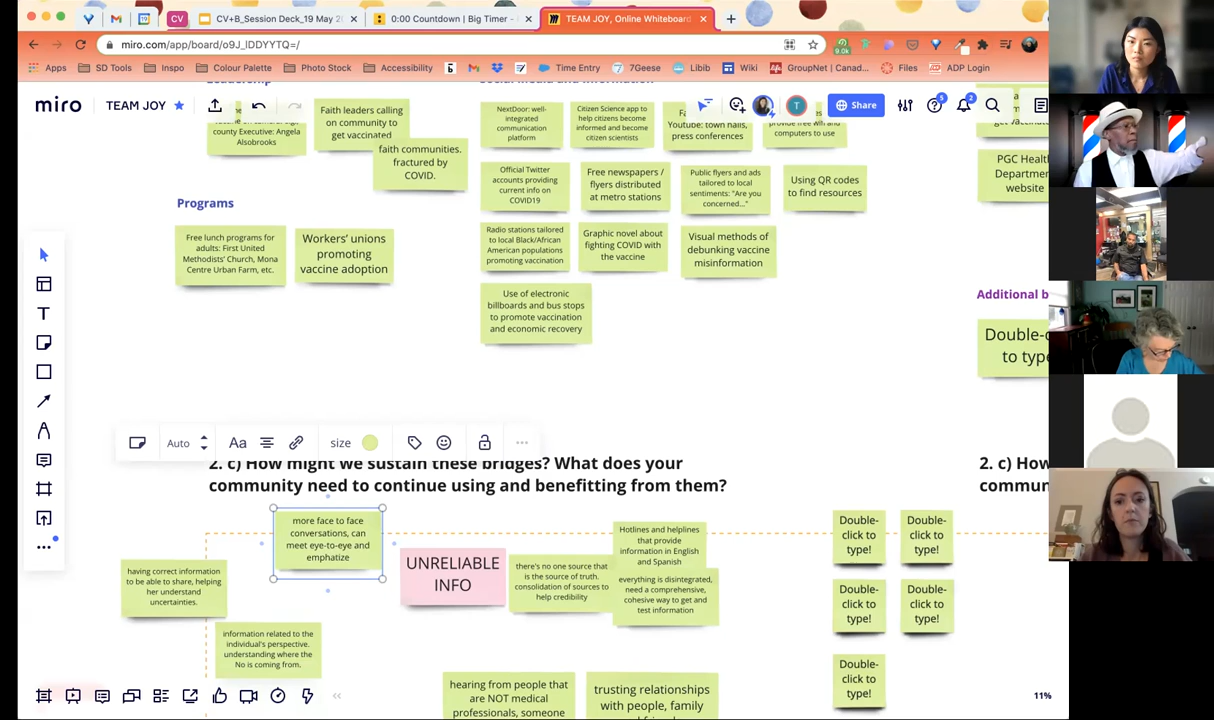 CV
CV+B_Session Deck_19 May 2
0:00 Countdown | Big Timer -
TEAM JOY, Online Whiteboard
miro.com/app/board/o9J_lDDYYTQ=/
9.0k
Apps
SD Tools
Inspo
Colour Palette
Photo Stock
Accessibility
Time Entry
7Geese
Libib
Wiki
GroupNet | Canad...
Files
ADP Login
miro
TEAM JOY
T
Share
5
2
county Executive: Angela
Alsobrooks
Faith leaders calling
on community to
get vaccinated
faith communities.
fractured by
COVID.
Programs
Free lunch programs for
adults: First United
Methodists' Church, Mona
Centre Urban Farm, etc.
Workers' unions
promoting
vaccine adoption
NextDoor: well-
integrated
communication
platform
Citizen Science app to
help citizens become
informed and become
citizen scientists
Youtube: town halls,
press conferences
provide free wifi and
computers to use
Official Twitter
accounts providing
current info on
COVID19
Free newspapers /
flyers distributed
at metro stations
Public flyers and ads
tailored to local
sentiments: "Are you
concerned..."
Using QR codes
to find resources
Radio stations tailored
to local Black/African
American populations
promoting vaccination
Graphic novel about
fighting COVID with
the vaccine
Visual methods of
debunking vaccine
misinformation
Use of electronic
billboards and bus stops
to promote vaccination
and economic recovery
PGC Health
Department
website
Additional b
Double-c
to type
Auto
Aa
size
2. c) How might we sustain these bridges? What does your
community need to continue using and benefitting from them?
2. c) How
commun
more face to face
conversations, can
meet eye-to-eye and
emphatize
having correct information
to be able to share, helping
her understand
uncertainties.
information related to the
individual's perspective.
understanding where the
No is coming from.
UNRELIABLE
INFO
there's no one source that
is the source of truth.
consolidation of sources to
help credibility
Hotlines and helplines
that provide
information in English
and Spanish
everything is disintegrated,
need a comprehensive,
cohesive way to get and
test information
hearing from people that
are NOT medical
professionals, someone
trusting relationships
with people, family
Double-
click to
type!
Double-
click to
type!
Double-
click to
type!
Double-
click to
type!
Double-
click to
type!
11%